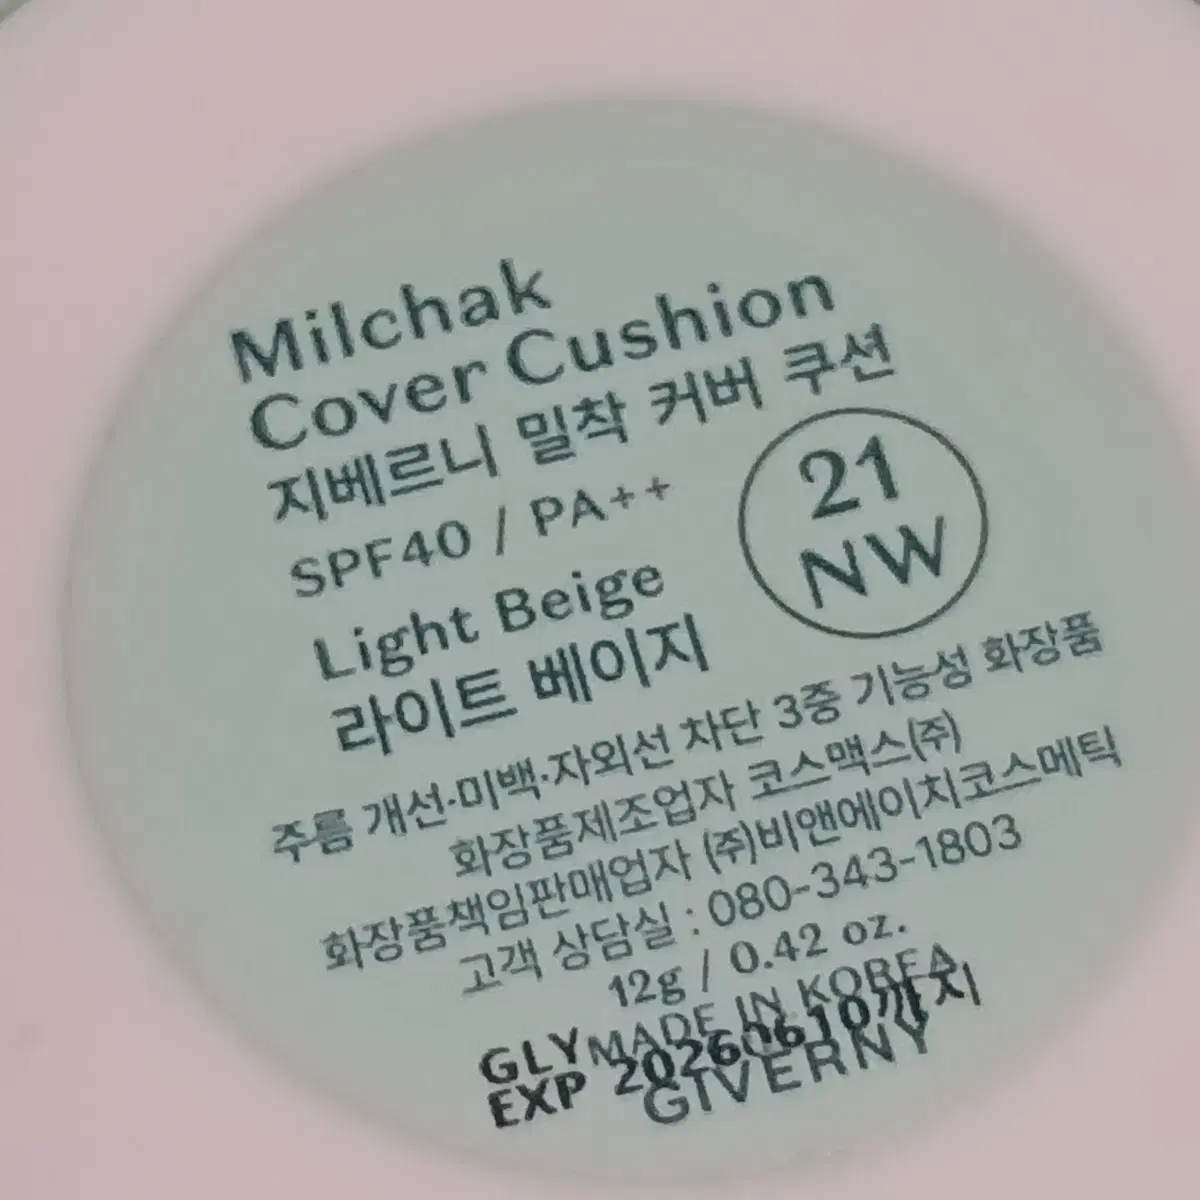 Milchak
Cover Cushion
지베르니 밀착 커버 쿠션
SPF40 / PA++
21
NW
Light Beige
라이트 베이지
주름 개선·미백·자외선 차단 3중 기능성 화장품
화장품제조업자 코스맥스(주)
화장품책임판매업자 (주)비앤에이치코스메틱
고객 상담실 : 080-343-1803
12g / 0.42 oz.
MADE IN KOREA
GLY
EXP 20260610까지
GIVERNY